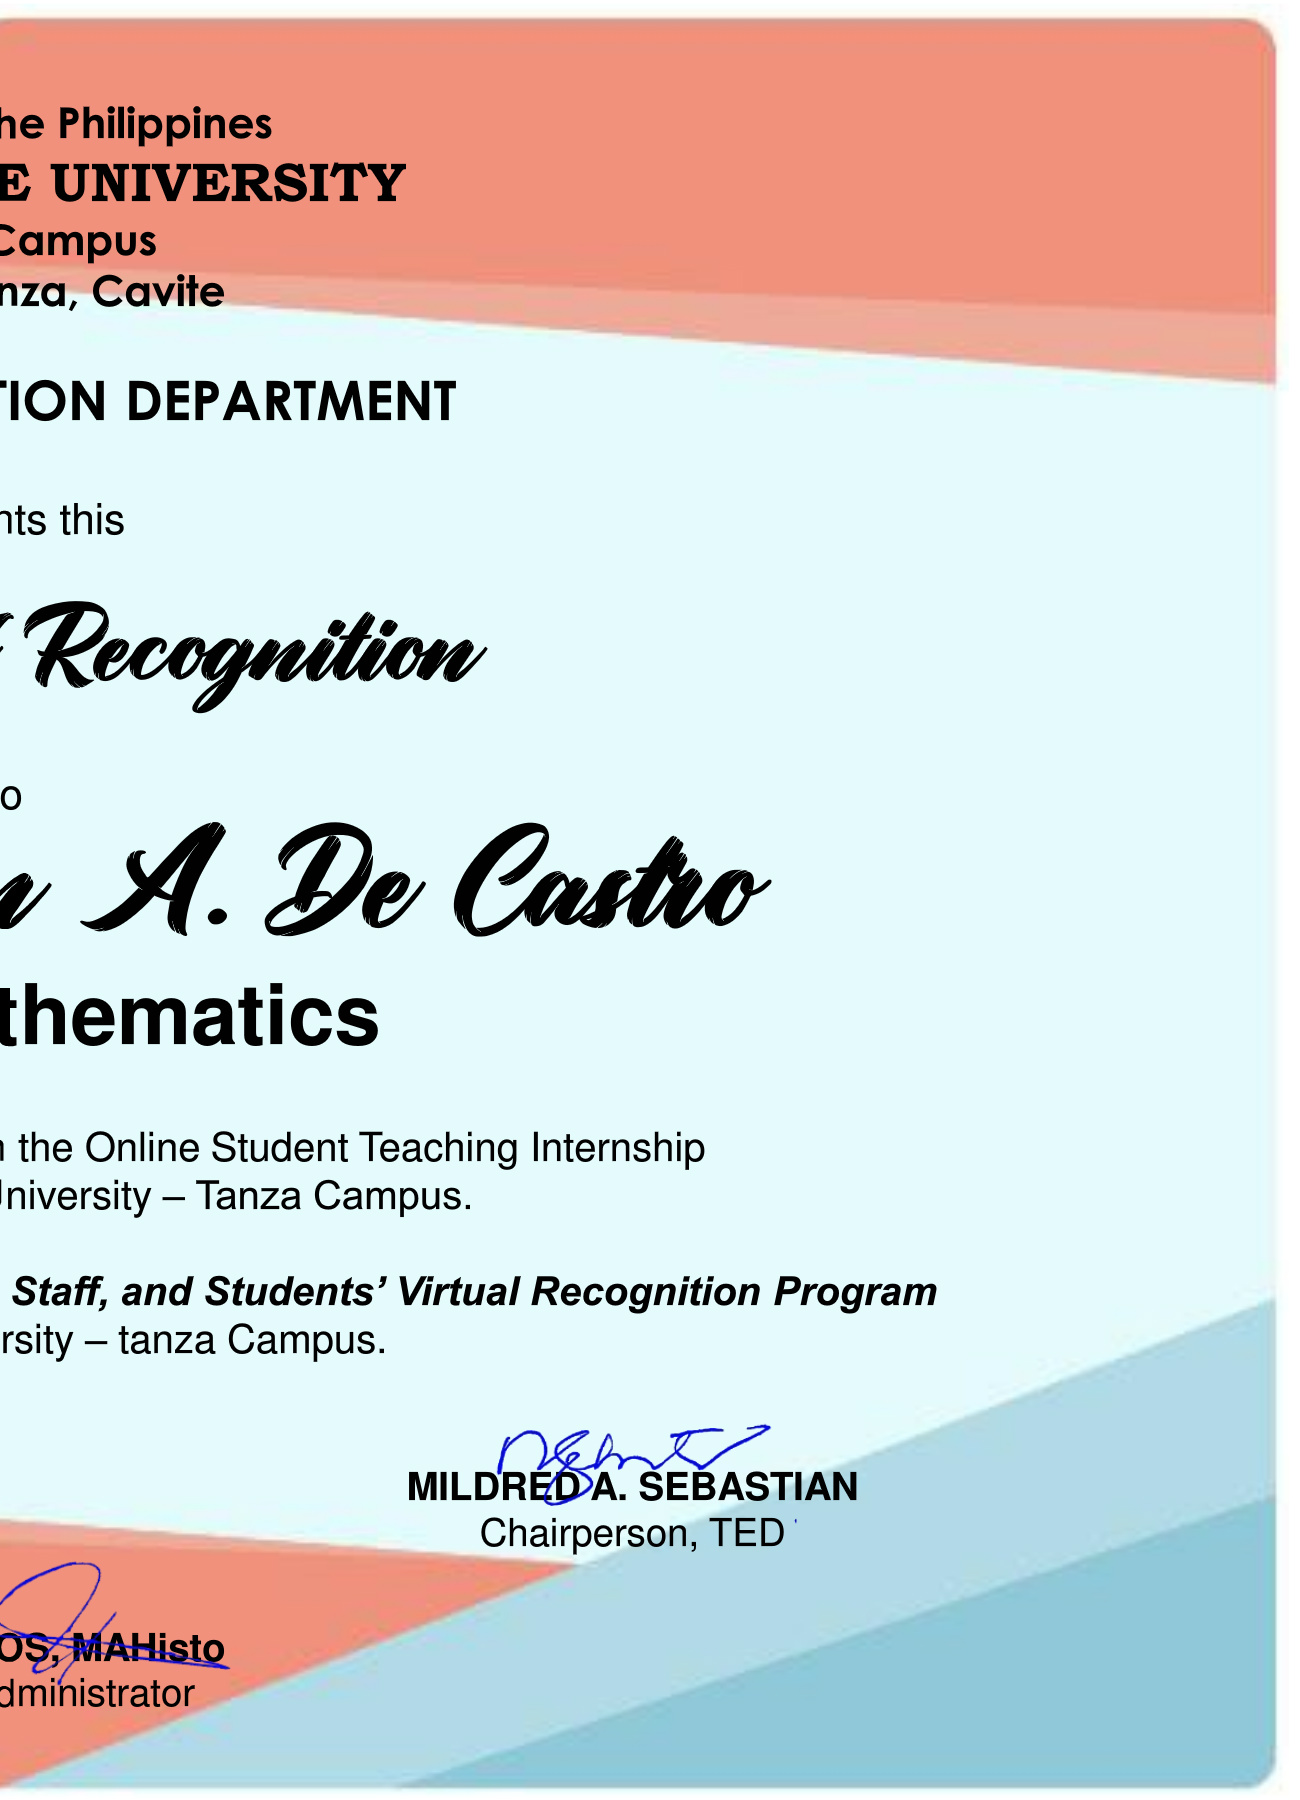 he Philippines
E UNIVERSITY
Campus
nza, Cavite
TION DEPARTMENT
nts this
Recognition
o
A. De Castro
thematics
the Online Student Teaching Internship
University – Tanza Campus.
Staff, and Students’ Virtual Recognition Program
rsity – tanza Campus.
MILDRED A. SEBASTIAN
Chairperson, TED
OS, MAHisto
dministrator